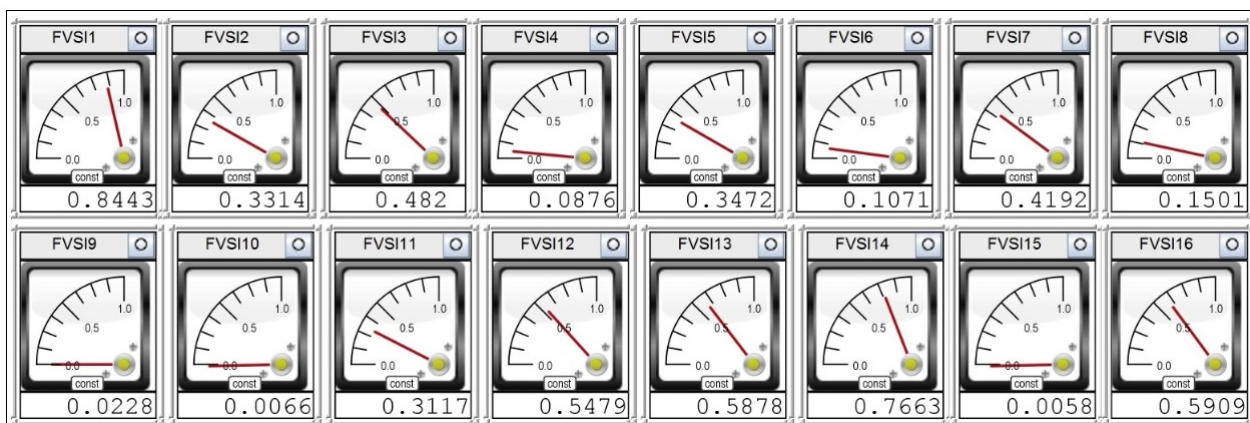 FVSI1 FVSI2 FVSI3 FVSI4 FVSI5 FVSI6 FVSI7 FVSI8
1.0 1.0 1.0 1.0 1.0 1.0 1.0 1.0
0.5 0.5 0.5 0.5 0.5 0.5 0.5 0.5
0.0 0.0 0.0 0.0 0.0 0.0 0.0 0.0
const const const const const const const const
0.8443 0.3314 0.482 0.0876 0.3472 0.1071 0.4192 0.1501
FVSI9 FVSI10 FVSI11 FVSI12 FVSI13 FVSI14 FVSI15 FVSI16
1.0 1.0 1.0 1.0 1.0 1.0 1.0 1.0
0.5 0.5 0.5 0.5 0.5 0.5 0.5 0.5
0.0 0.0 0.0 0.0 0.0 0.0 0.0 0.0
const const const const const const const const
0.0228 0.0066 0.3117 0.5479 0.5878 0.7663 0.0058 0.5909